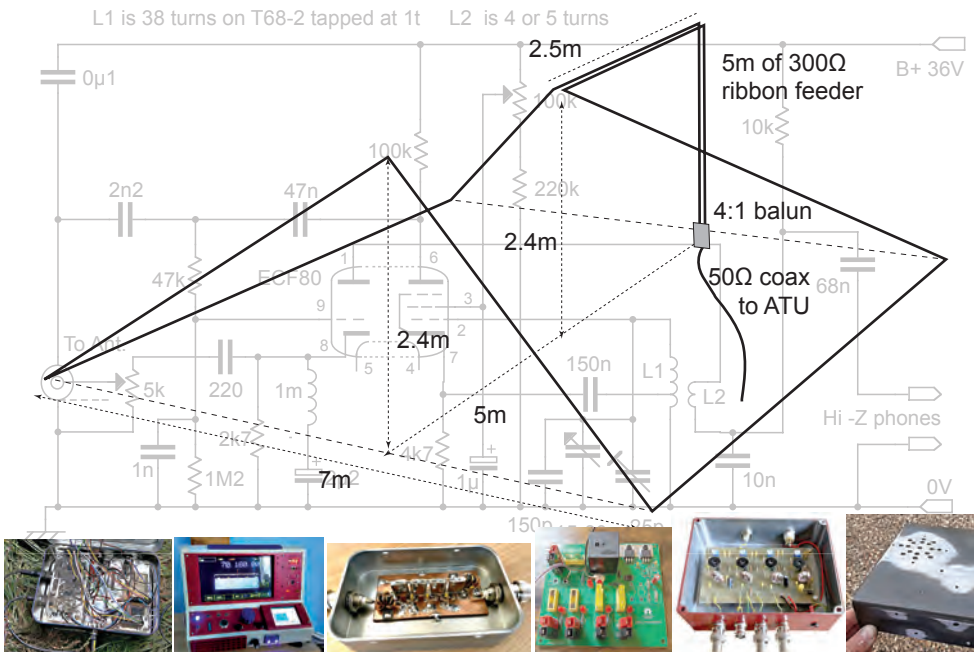 L1 is 38 turns on T68-2 tapped at 1t L2 is 4 or 5 turns
2.5m
5m of 300Ω
ribbon feeder
B+ 36V
0µ1
100k
10k
100k
2n2
47n
220k
4:1 balun
2.4m
47k
ECF80
1
6
9
3
2
50Ω coax
to ATU
68n
To Ant.
8
5
4
7
2.4m
150n
L1
L2
5k
220
1m
5m
Hi -Z phones
2k7
4k7
1n
1M2
7m
1µ
10n
0V
150p